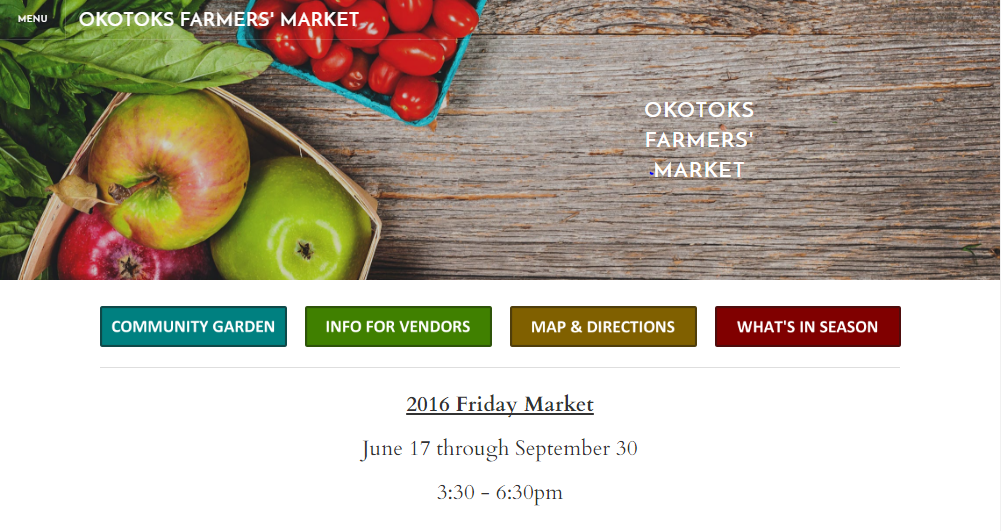 MENU
OKOTOKS FARMERS' MARKET
OKOTOKS
FARMERS'
MARKET
COMMUNITY GARDEN
INFO FOR VENDORS
MAP & DIRECTIONS
WHAT'S IN SEASON
2016 Friday Market
June 17 through September 30
3:30 - 6:30pm